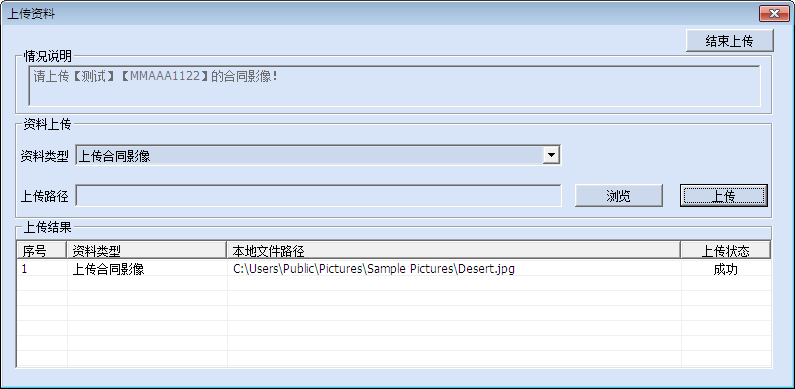 上传资料
结束上传
情况说明
请上传【测试】【MMAAA1122】的合同影像!
资料上传
资料类型 上传合同影像
上传路径 浏览 上传
上传结果
序号 资料类型 本地文件路径 上传状态
1 上传合同影像 C:\Users\Public\Pictures\Sample Pictures\Desert.jpg 成功